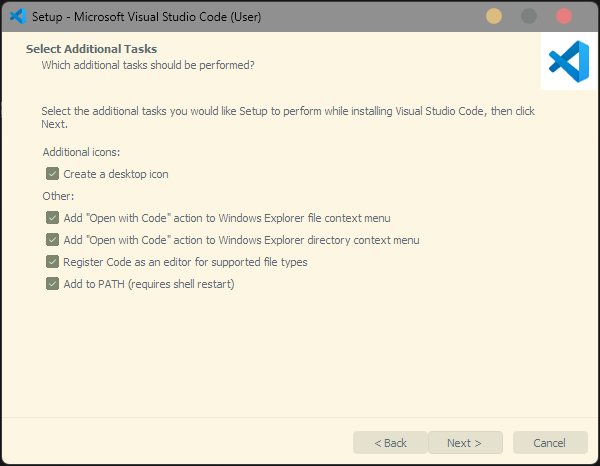 Setup - Microsoft Visual Studio Code (User)
Select Additional Tasks
Which additional tasks should be performed?
Select the additional tasks you would like Setup to perform while installing Visual Studio Code, then click
Next.
Additional icons:
Create a desktop icon
Other:
Add "Open with Code" action to Windows Explorer file context menu
Add "Open with Code" action to Windows Explorer directory context menu
Register Code as an editor for supported file types
Add to PATH (requires shell restart)
< Back
Next >
Cancel